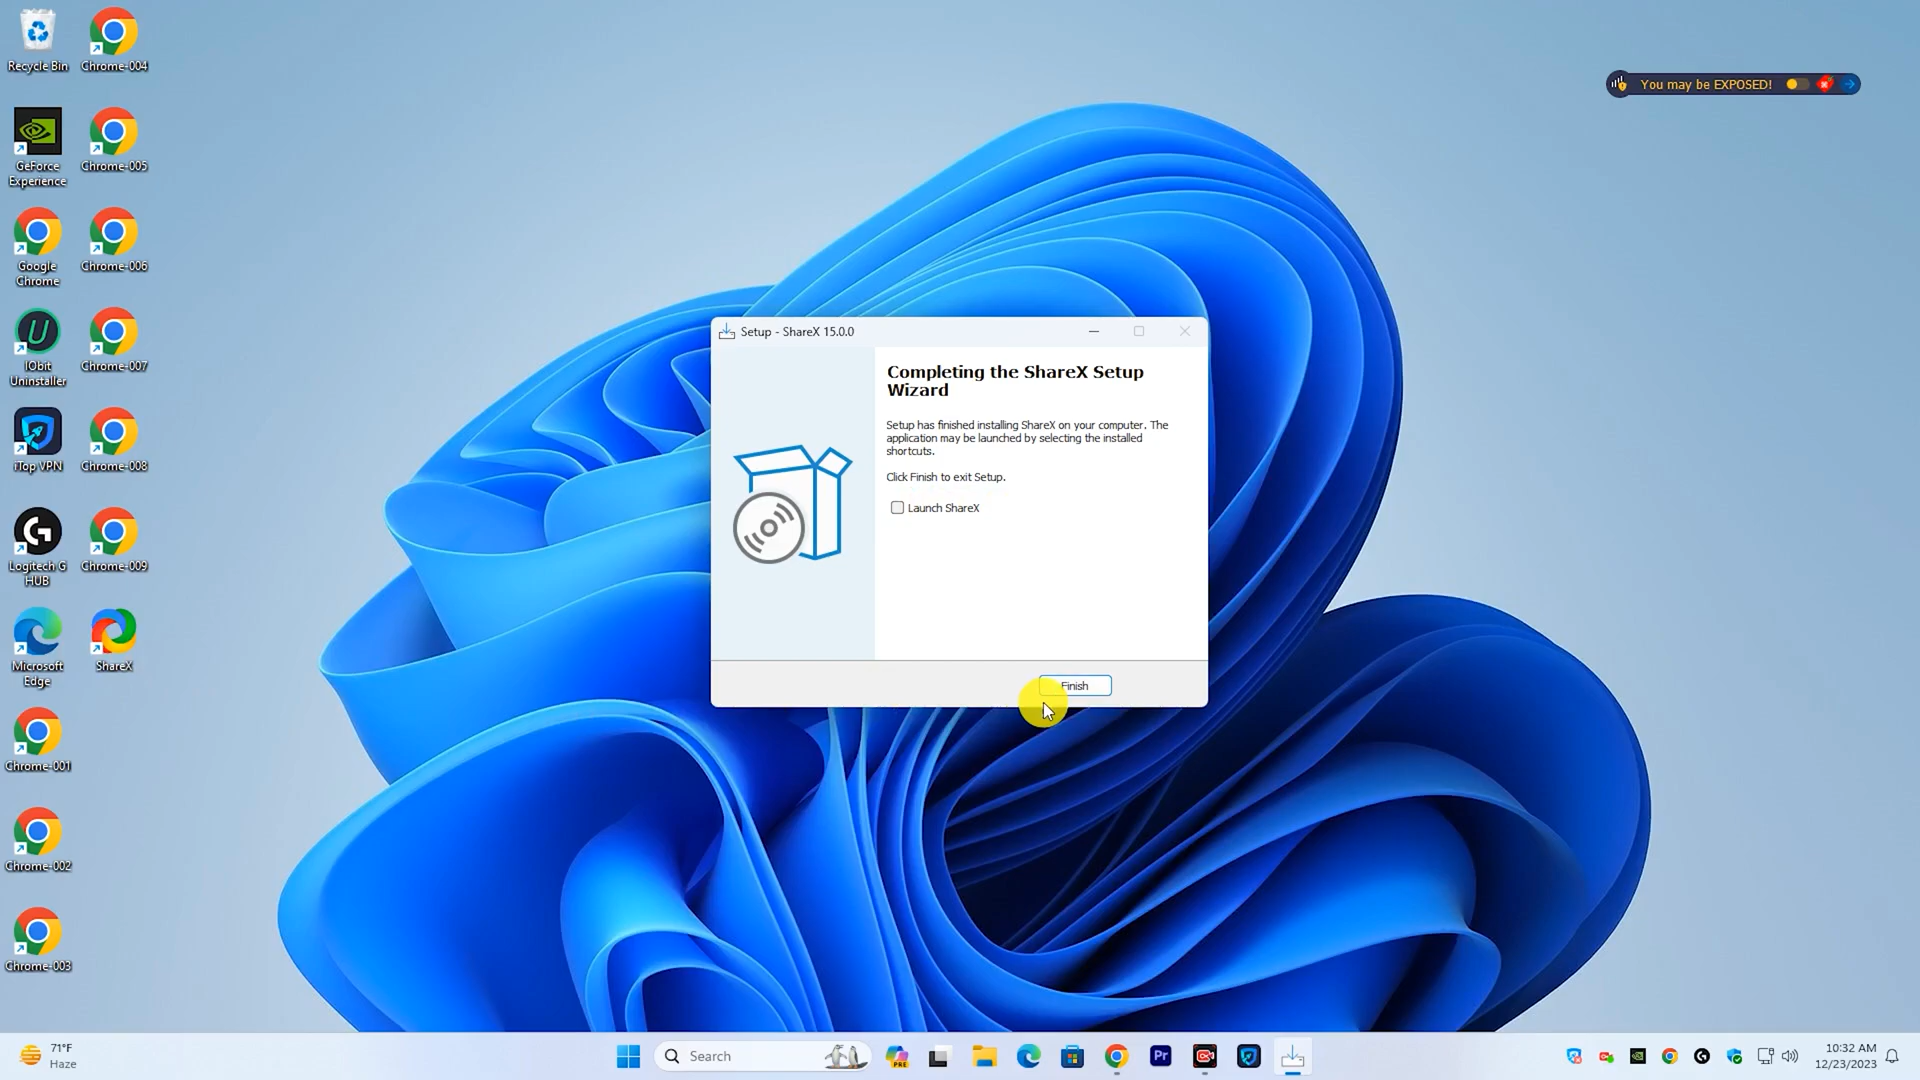 Recycle Bin
Chrome-004
GeForce
Experience
Chrome-005
Google
Chrome
Chrome-006
IObit
Uninstaller
Chrome-007
iTop VPN
Chrome-008
Logitech G
HUB
Chrome-009
Microsoft
Edge
ShareX
Chrome-001
Chrome-002
Chrome-003
You may be EXPOSED!
Setup - ShareX 15.0.0
Completing the ShareX Setup
Wizard
Setup has finished installing ShareX on your computer. The
application may be launched by selecting the installed
shortcuts.
Click Finish to exit Setup.
Launch ShareX
Finish
71°F
Haze
Search
PRE
Pr
10:32 AM
12/23/2023